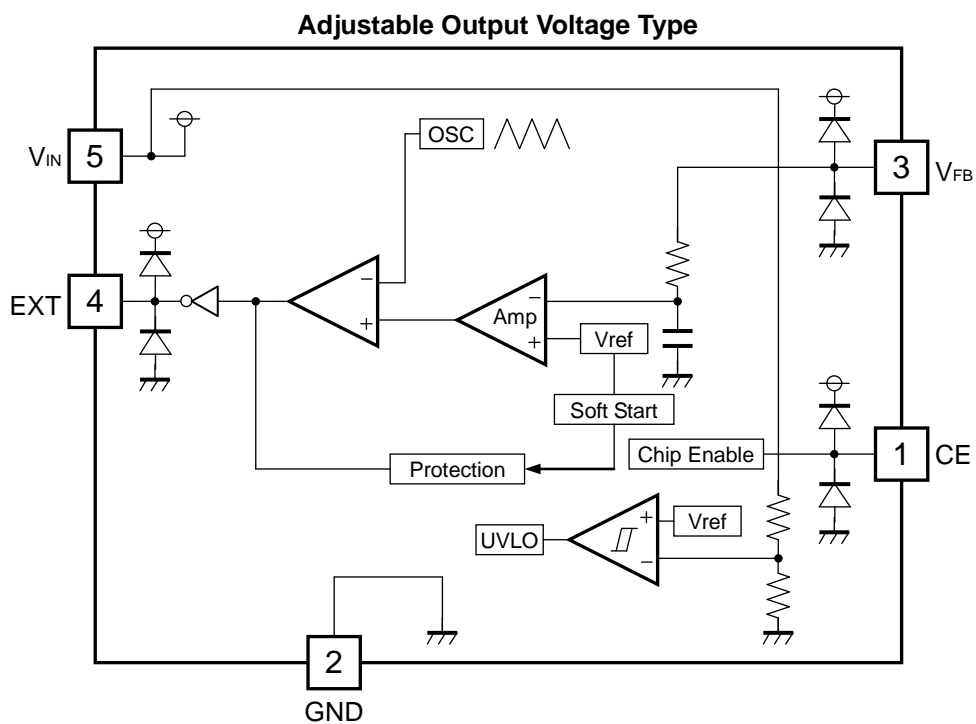 Adjustable Output Voltage Type
OSC
VIN
5
3
VFB
EXT
4
−
+
−
Amp
+
Vref
Soft Start
Chip Enable
1
CE
Protection
UVLO
+
−
Vref
2
GND